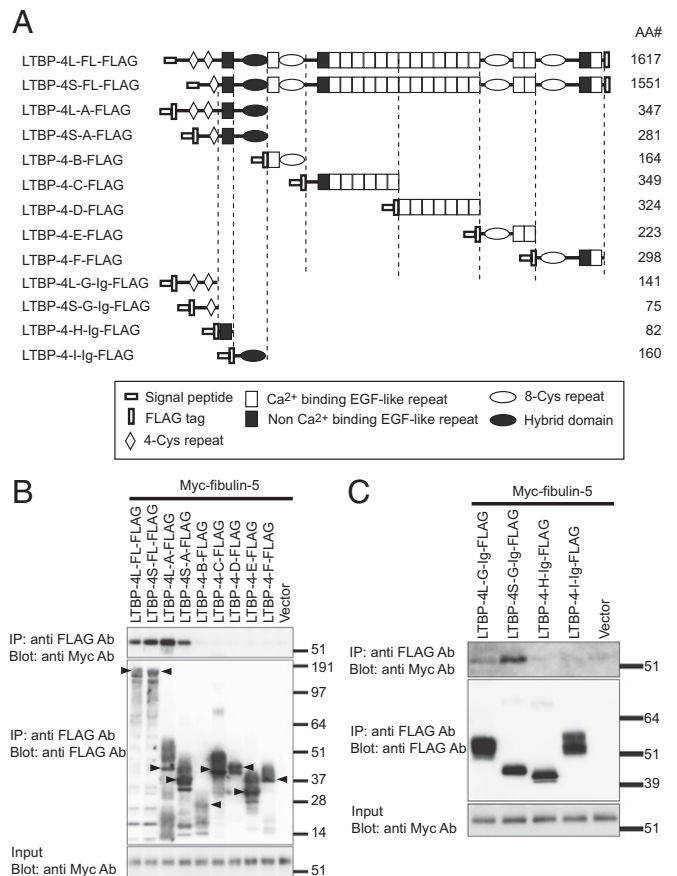 A
AA#
LTBP-4L-FL-FLAG 1617
LTBP-4S-FL-FLAG 1551
LTBP-4L-A-FLAG 347
LTBP-4S-A-FLAG 281
LTBP-4-B-FLAG 164
LTBP-4-C-FLAG 349
LTBP-4-D-FLAG 324
LTBP-4-E-FLAG 223
LTBP-4-F-FLAG 298
LTBP-4L-G-Ig-FLAG 141
LTBP-4S-G-Ig-FLAG 75
LTBP-4-H-Ig-FLAG 82
LTBP-4-I-Ig-FLAG 160
Signal peptide
Ca2+ binding EGF-like repeat
8-Cys repeat
FLAG tag
Non Ca2+ binding EGF-like repeat
Hybrid domain
4-Cys repeat
B
Myc-fibulin-5
LTBP-4L-FL-FLAG
LTBP-4S-FL-FLAG
LTBP-4L-A-FLAG
LTBP-4S-A-FLAG
LTBP-4-B-FLAG
LTBP-4-C-FLAG
LTBP-4-D-FLAG
LTBP-4-E-FLAG
LTBP-4-F-FLAG
Vector
IP: anti FLAG Ab
Blot: anti Myc Ab
51
191
97
64
51
37
28
14
IP: anti FLAG Ab
Blot: anti FLAG Ab
Input
Blot: anti Myc Ab
51
C
Myc-fibulin-5
LTBP-4L-G-Ig-FLAG
LTBP-4S-G-Ig-FLAG
LTBP-4-H-Ig-FLAG
LTBP-4-I-Ig-FLAG
Vector
IP: anti FLAG Ab
Blot: anti Myc Ab
51
64
51
39
IP: anti FLAG Ab
Blot: anti FLAG Ab
Input
Blot: anti Myc Ab
51